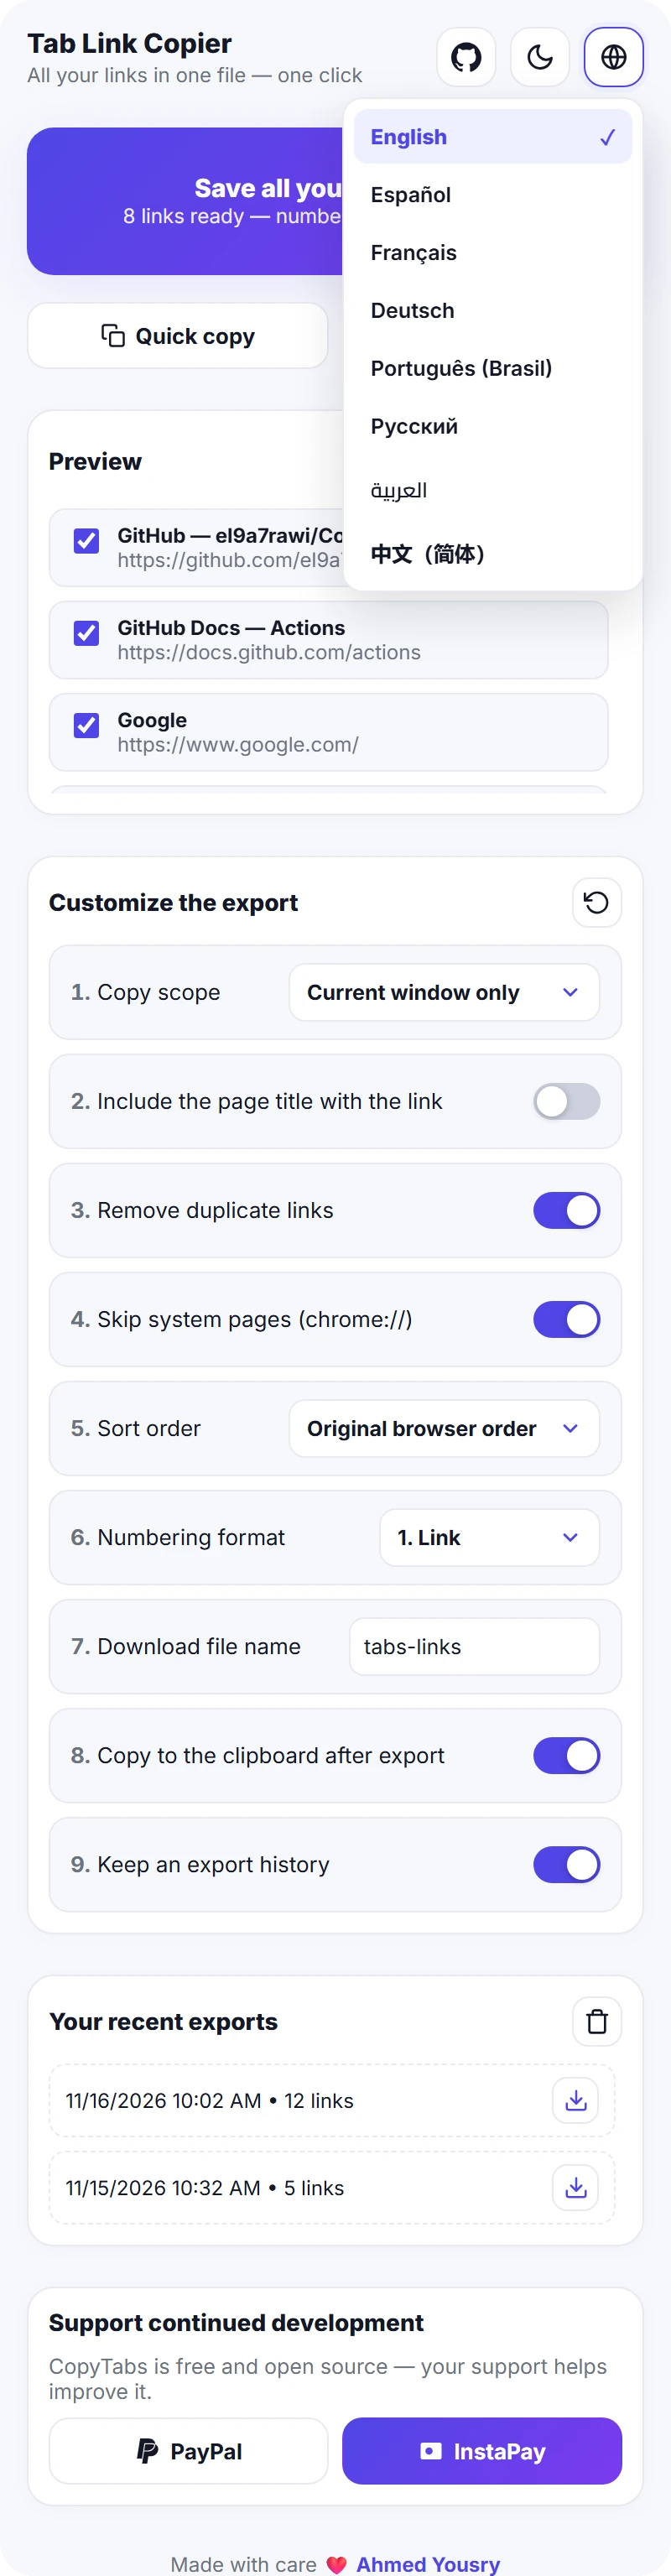 Tab Link Copier
All your links in one file — one click
English ✓
Español
Français
Deutsch
Português (Brasil)
Русский
العربية
中文（简体）
Save all you
8 links ready — numbe
Quick copy
Preview
GitHub — el9a7rawi/Co
https://github.com/el9a
GitHub Docs — Actions
https://docs.github.com/actions
Google
https://www.google.com/
Customize the export
1. Copy scope Current window only
2. Include the page title with the link
3. Remove duplicate links
4. Skip system pages (chrome://)
5. Sort order Original browser order
6. Numbering format 1. Link
7. Download file name tabs-links
8. Copy to the clipboard after export
9. Keep an export history
Your recent exports
11/16/2026 10:02 AM • 12 links
11/15/2026 10:32 AM • 5 links
Support continued development
CopyTabs is free and open source — your support helps
improve it.
PayPal InstaPay
Made with care ❤️ Ahmed Yousry